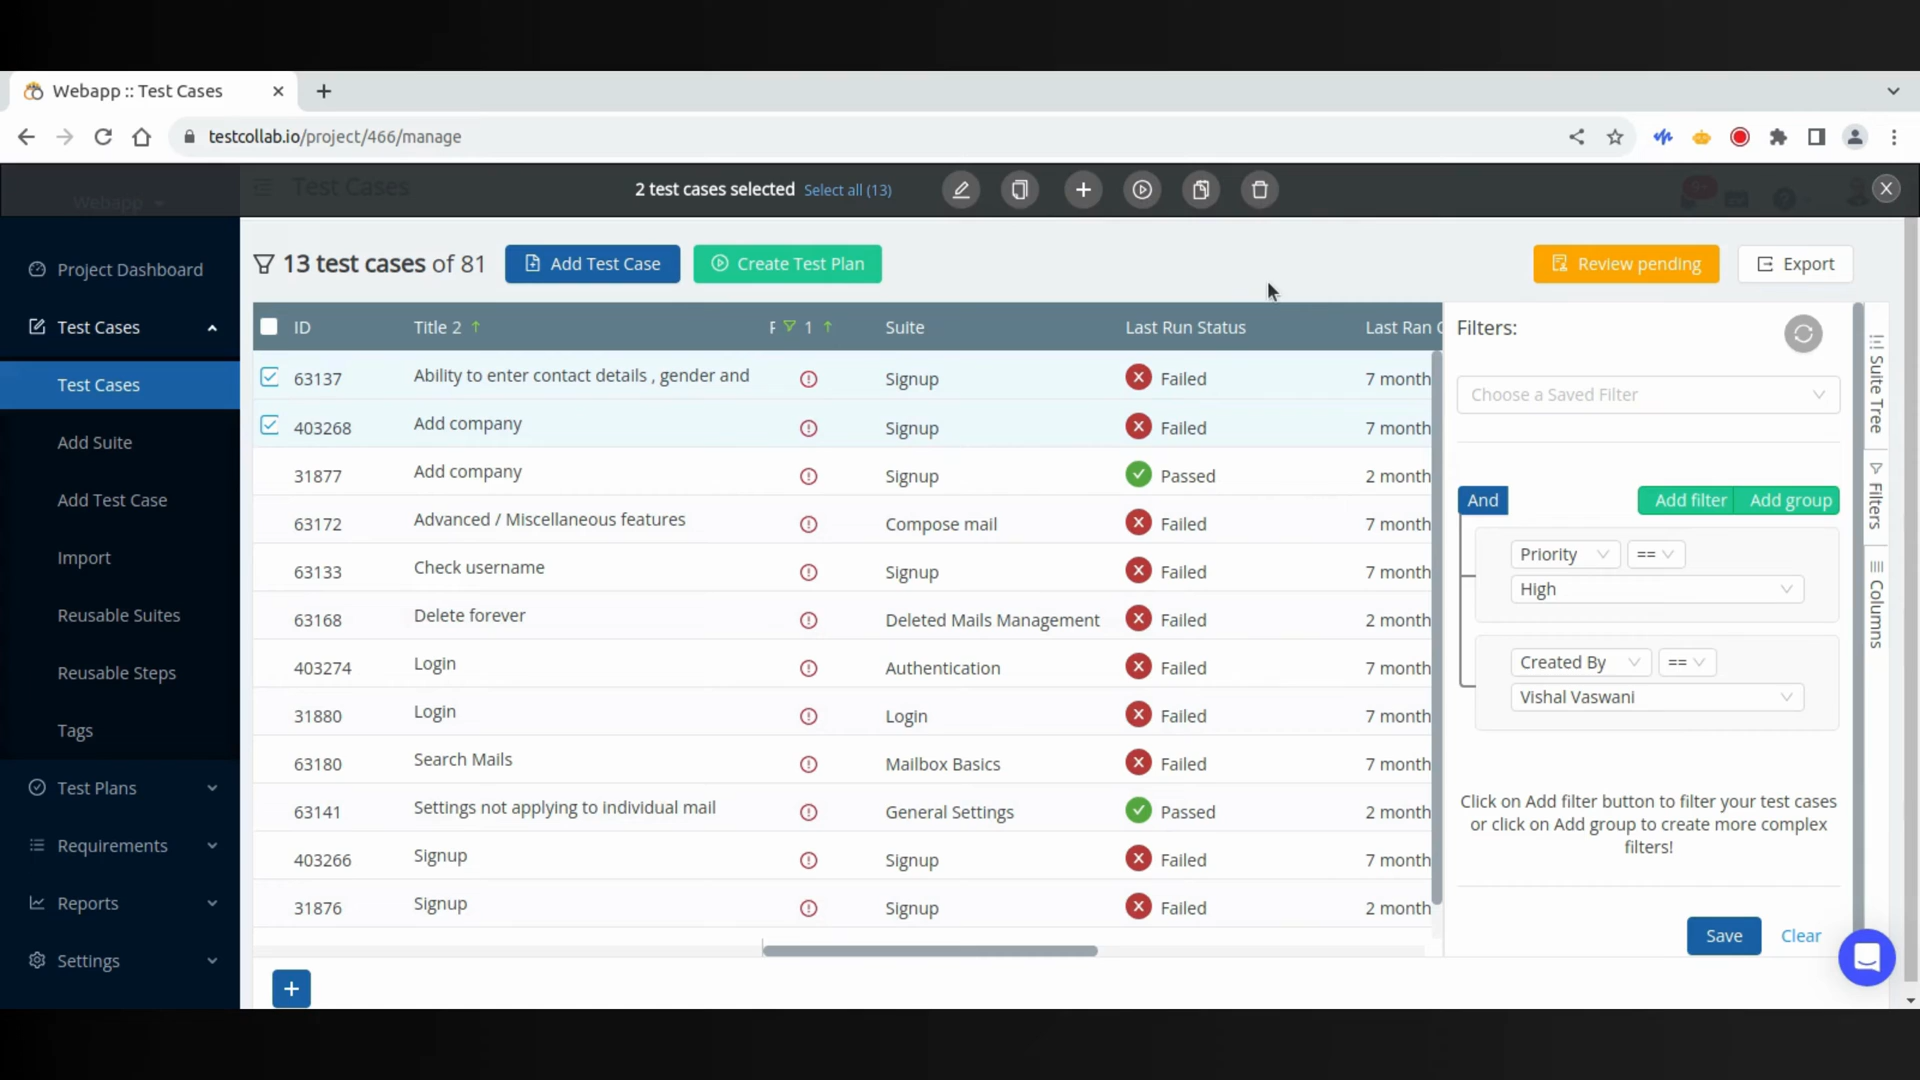 Webapp :: Test Cases
testcollab.io/project/466/manage
Webapp
Test Cases
2 test cases selected Select all (13)
Project Dashboard
Test Cases
Test Cases
Add Suite
Add Test Case
Import
Reusable Suites
Reusable Steps
Tags
Test Plans
Requirements
Reports
Settings
13 test cases of 81
Add Test Case
Create Test Plan
Review pending
Export
ID Title 2 1 Suite Last Run Status Last Ran
63137 Ability to enter contact details , gender and Signup Failed 7 month
403268 Add company Signup Failed 7 month
31877 Add company Signup Passed 2 month
63172 Advanced / Miscellaneous features Compose mail Failed 7 month
63133 Check username Signup Failed 7 month
63168 Delete forever Deleted Mails Management Failed 2 month
403274 Login Authentication Failed 7 month
31880 Login Login Failed 7 month
63180 Search Mails Mailbox Basics Failed 7 month
63141 Settings not applying to individual mail General Settings Passed 2 month
403266 Signup Signup Failed 7 month
31876 Signup Signup Failed 2 month
Filters:
Choose a Saved Filter
And
Add filter Add group
Priority ==
High
Created By ==
Vishal Vaswani
Click on Add filter button to filter your test cases
or click on Add group to create more complex
filters!
Save Clear
Suite Tree
Filters
Columns